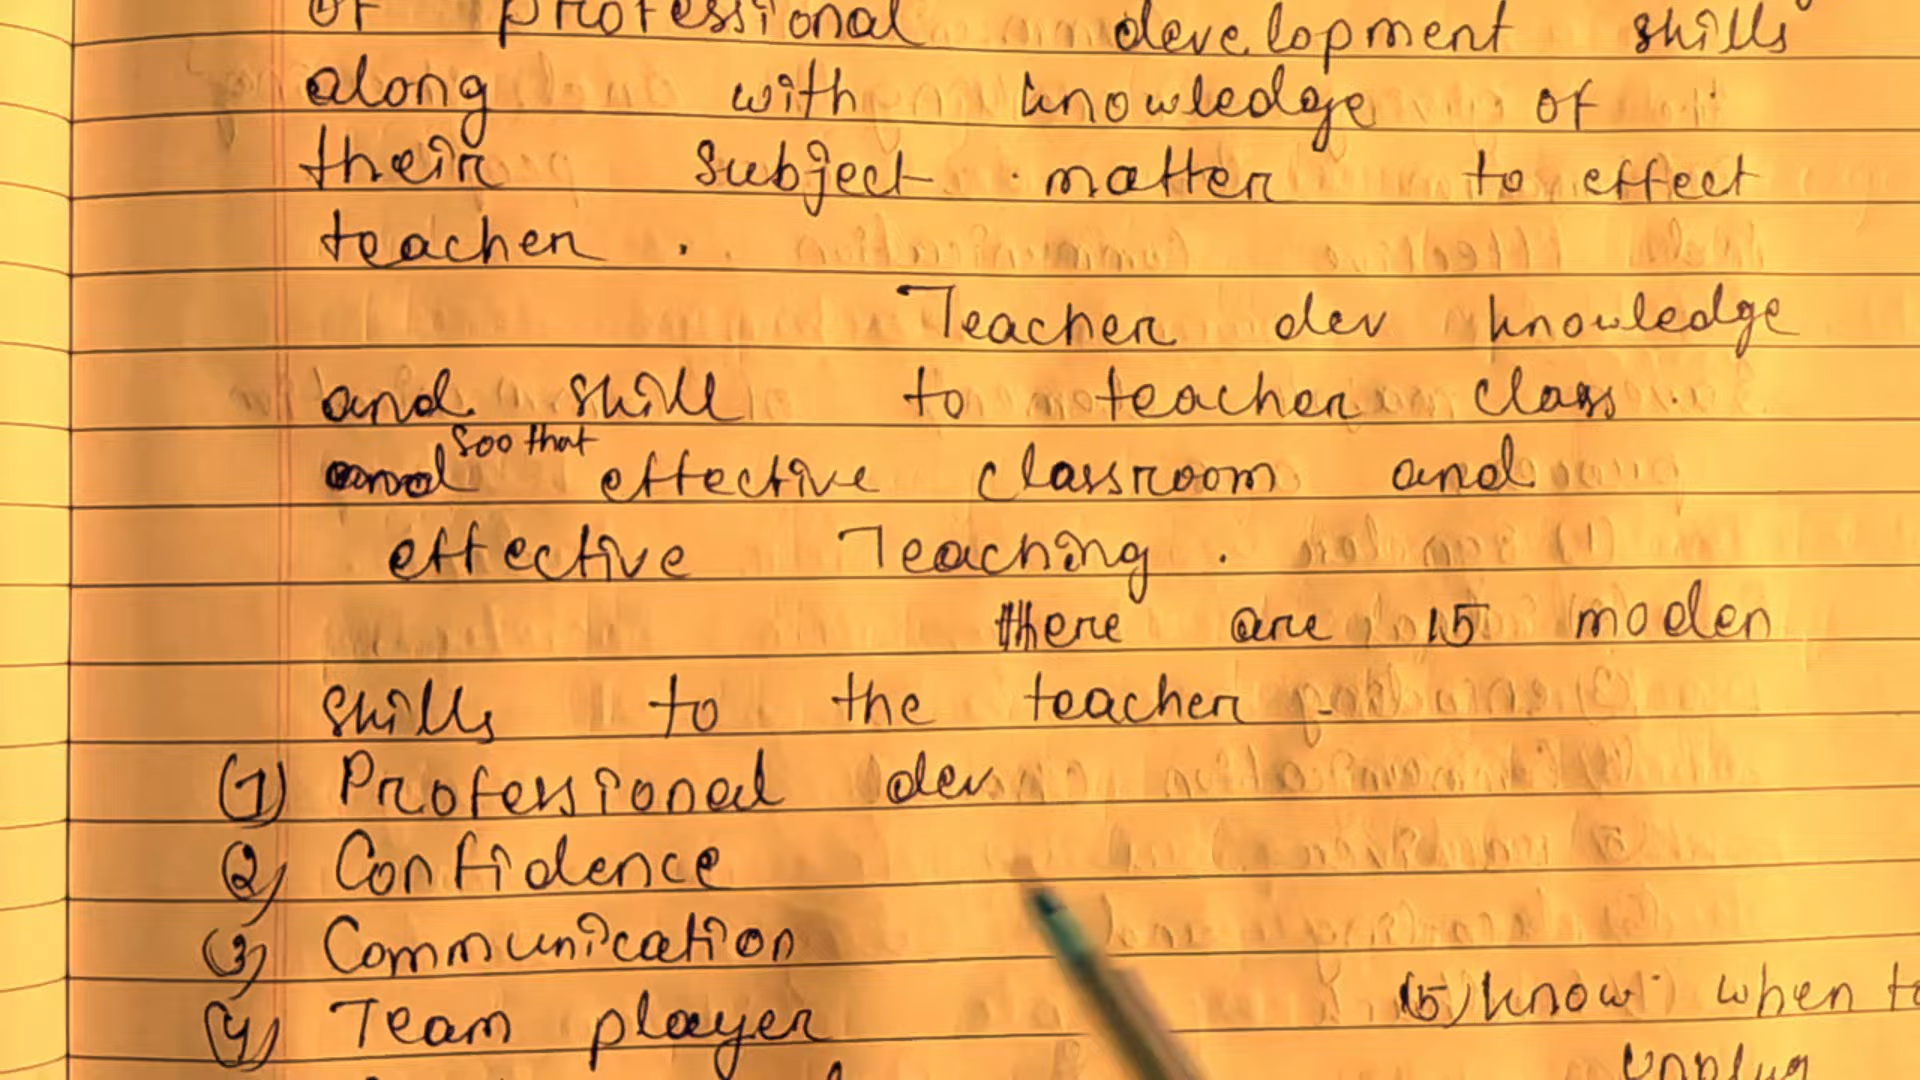 of professional development skills
along with knowledge of
their subject matter to effect
teacher .
Teacher dev knowledge
and skill to teacher class .
soo that
and effective classroom and
effective Teaching .
there are 15 moden
skills to the teacher -
(1) Professional dev
(2) Confidence
(3) Communication
(4) Team player
(15) know when to
unplug